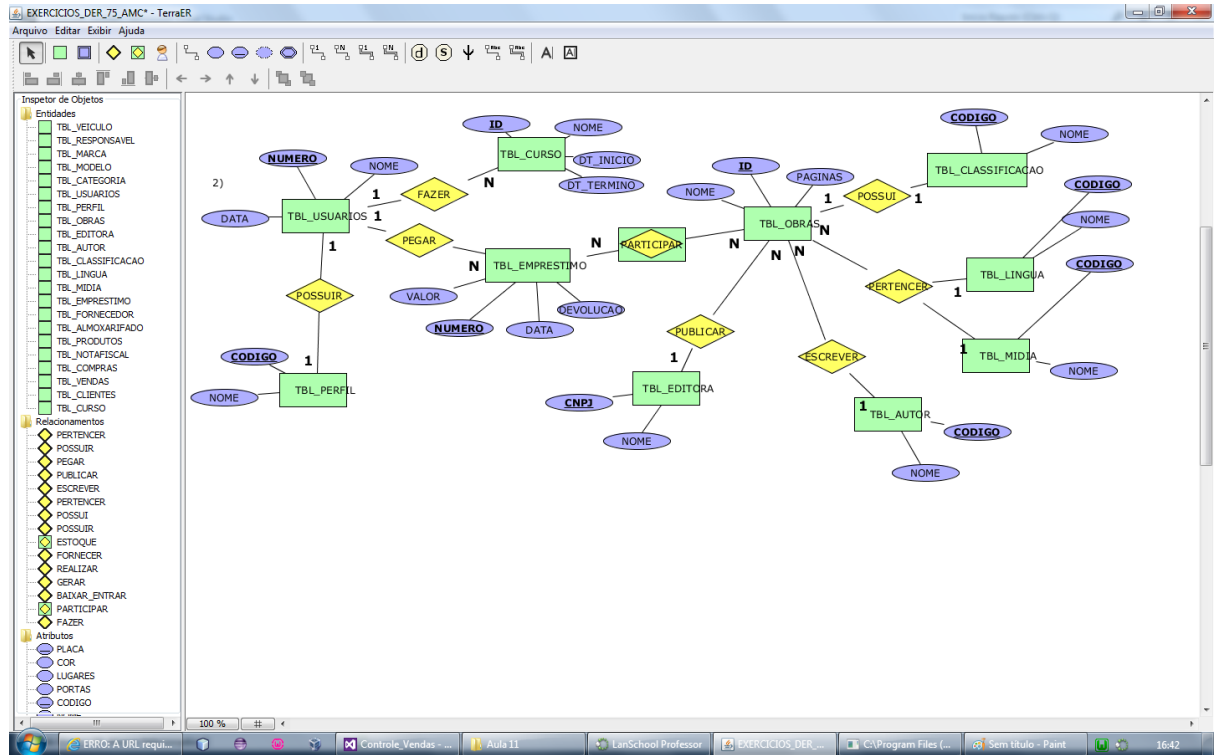 EXERCICIOS_DER_75_AMC* - TerraER
Arquivo Editar Exibir Ajuda
Inspetor de Objetos
Entidades
TBL_VEICULO
TBL_RESPONSAVEL
TBL_MARCA
TBL_MODELO
TBL_CATEGORIA
TBL_USUARIOS
TBL_PERFIL
TBL_OBRAS
TBL_EDITORA
TBL_AUTOR
TBL_CLASSIFICACAO
TBL_LINGUA
TBL_MIDIA
TBL_EMPRESTIMO
TBL_FORNECEDOR
TBL_ALMOXARIFADO
TBL_PRODUTOS
TBL_NOTAFISCAL
TBL_COMPRAS
TBL_VENDAS
TBL_CLIENTES
TBL_CURSO
Relacionamentos
PERTENCER
POSSUIR
PEGAR
PUBLICAR
ESCREVER
PERTENCER
POSSUI
POSSUIR
ESTOQUE
FORNECER
REALIZAR
GERAR
BAIXAR_ENTRAR
PARTICIPAR
FAZER
Atributos
PLACA
COR
LUGARES
PORTAS
CODIGO
2)
ID
NOME
TBL_CURSO
DT_INICIO
DT_TERMINO
NUMERO
NOME
DATA
TBL_USUARIOS
1
FAZER
N
1
PEGAR
N
1
POSSUIR
1
CODIGO
NOME
TBL_PERFIL
TBL_EMPRESTIMO
VALOR
NUMERO
DATA
DEVOLUCAO
N
PARTICIPAR
N
ID
NOME
PAGINAS
TBL_OBRAS
1
POSSUI
1
CODIGO
NOME
TBL_CLASSIFICACAO
N
PERTENCER
1
CODIGO
NOME
TBL_LINGUA
CODIGO
1
TBL_MIDIA
NOME
N
PUBLICAR
1
TBL_EDITORA
CNPJ
NOME
N
ESCREVER
1
TBL_AUTOR
CODIGO
NOME
100 %
ERRO: A URL requi...
Controle_Vendas - ...
Aula 11
LanSchool Professor
EXERCICIOS_DER_...
C:\Program Files (...
Sem título - Paint
16:42